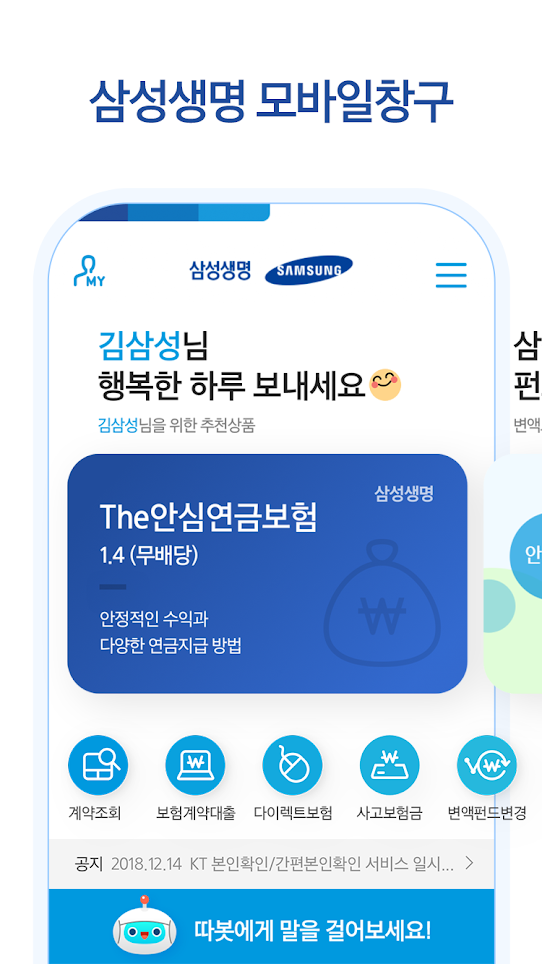 삼성생명 모바일창구
MY
삼성생명 SAMSUNG
김삼성님
행복한 하루 보내세요
김삼성님을 위한 추천상품
삼
펀
변액
삼성생명
The안심연금보험
1.4 (무배당)
안정적인 수익과
다양한 연금지급 방법
안
계약조회
보험계약대출
다이렉트보험
사고보험금
변액펀드변경
공지 2018.12.14 KT 본인확인/간편본인확인 서비스 일시...
따봇에게 말을 걸어보세요!